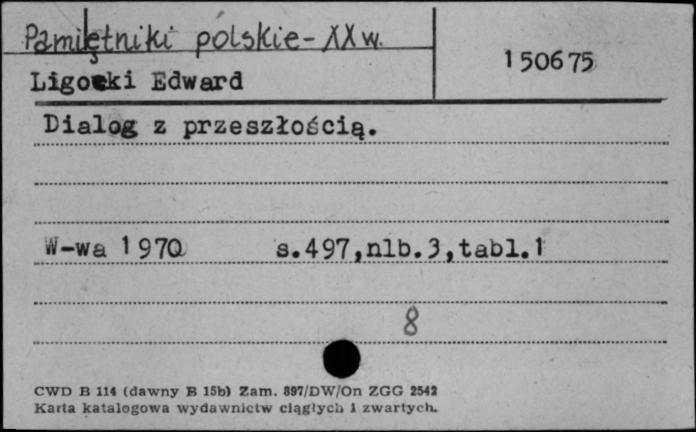 Pamiętniki polskie - XX w.
150675
Ligocki Edward
Dialog z przeszłością.
W-wa 1970 s.497,nlb.3,tabl.1
8
CWD B 114 (dawny B 15b) Zam. 897/DW/On ZGG 2542
Karta katalogowa wydawnictw ciągłych i zwartych.